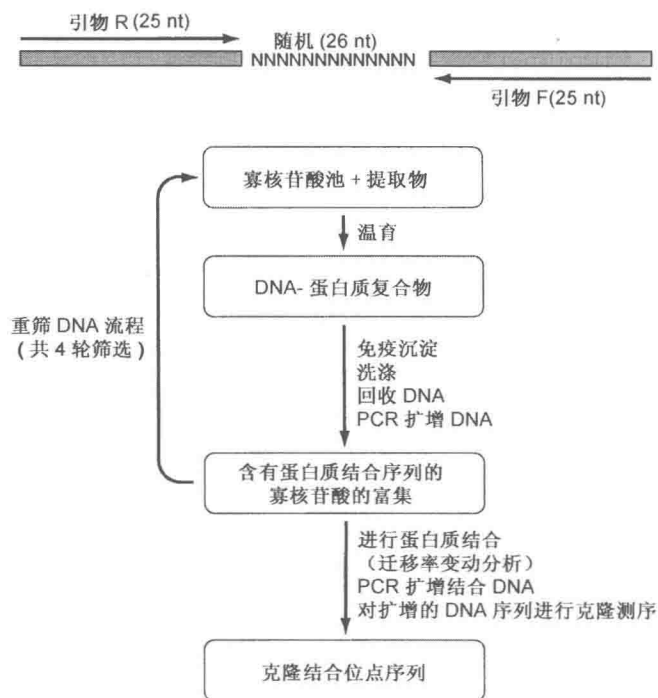 引物 R (25 nt)
随机 (26 nt)
NNNNNNNNNNNNN
引物 F(25 nt)
寡核苷酸池 + 提取物
温育
DNA- 蛋白质复合物
重筛 DNA 流程
( 共 4 轮筛选 )
免疫沉淀
洗涤
回收 DNA
PCR 扩增 DNA
含有蛋白质结合序列的
寡核苷酸的富集
进行蛋白质结合
(迁移率变动分析)
PCR 扩增结合 DNA
对扩增的 DNA 序列进行克隆测序
克隆结合位点序列